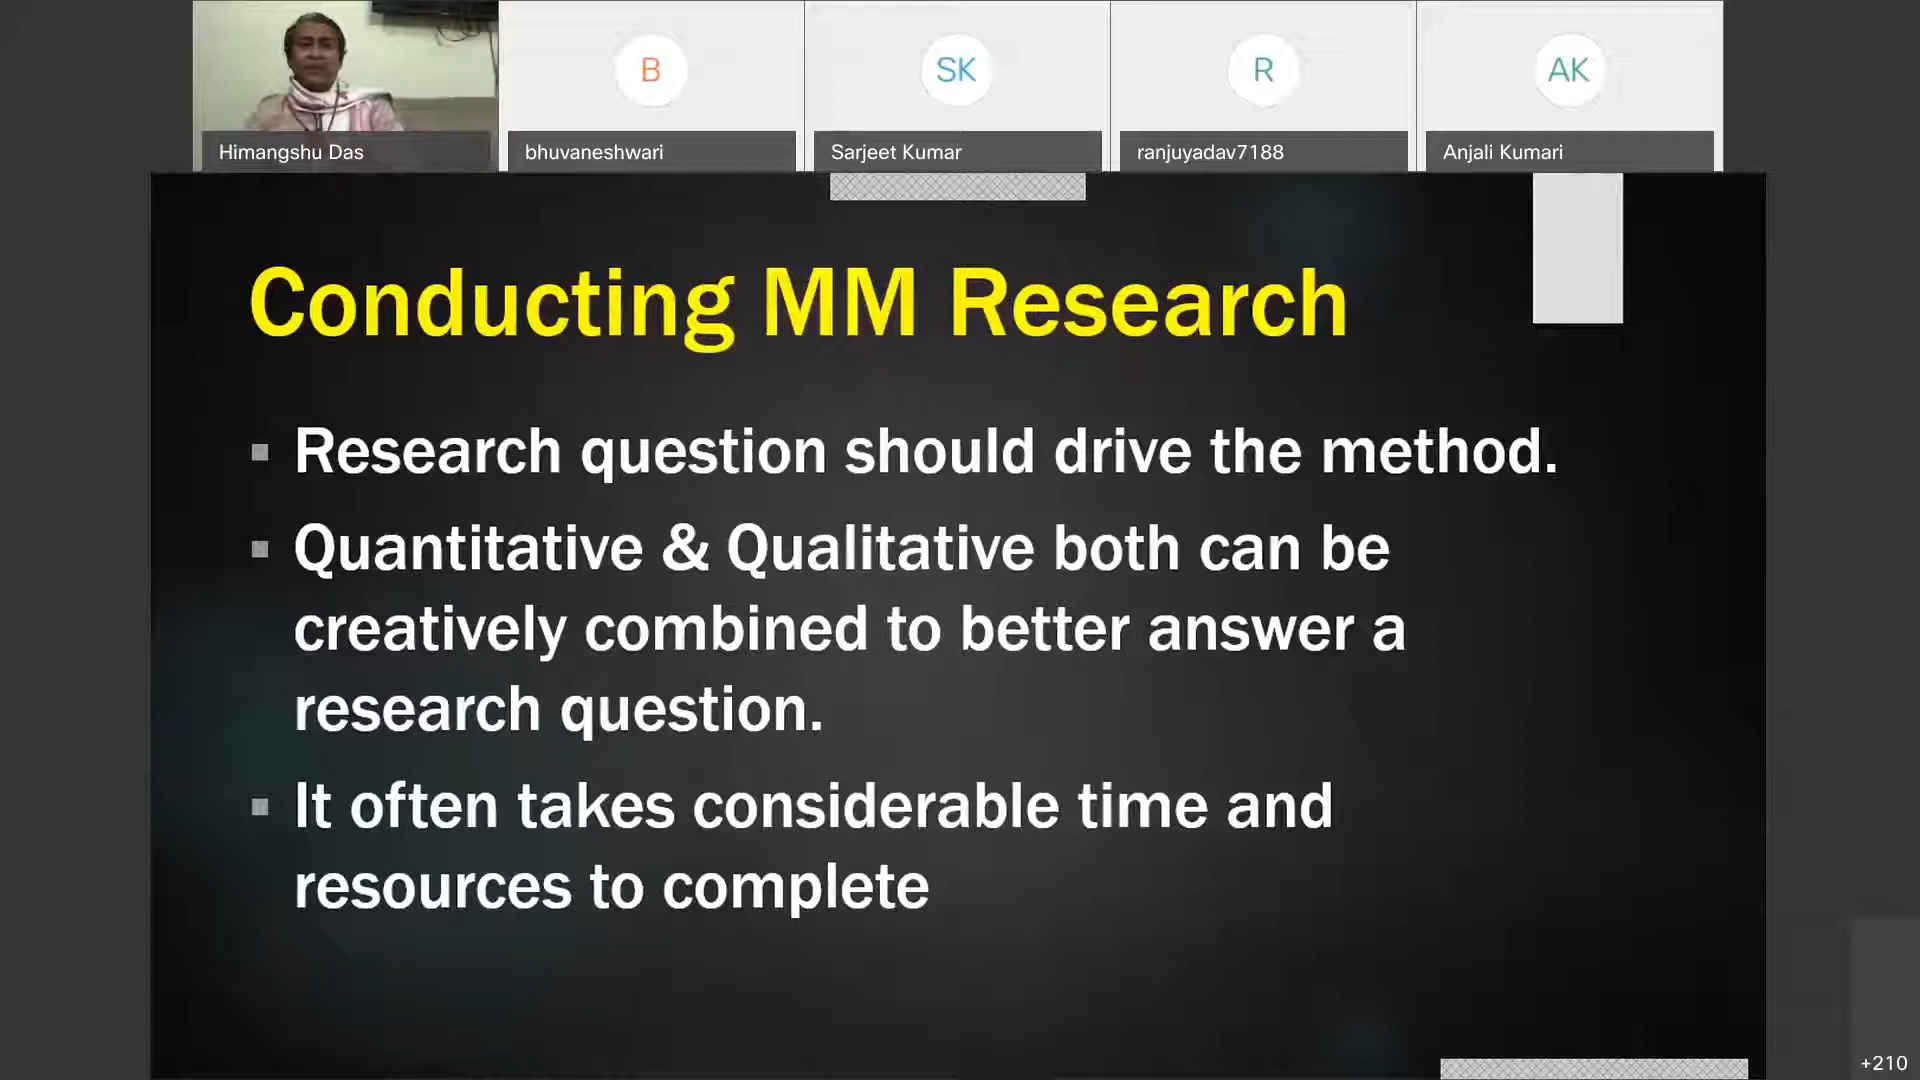 B
SK
R
AK
Himangshu Das
bhuvaneshwari
Sarjeet Kumar
ranjuyadav7188
Anjali Kumari
Conducting MM Research
Research question should drive the method.
Quantitative & Qualitative both can be
creatively combined to better answer a
research question.
It often takes considerable time and
resources to complete
+210